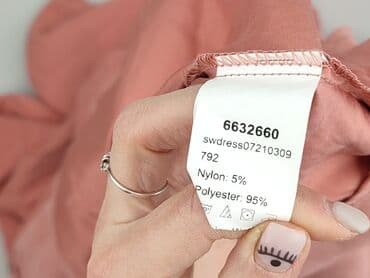 6632660
swdress07210309
792
Nylon: 5%
Polyester: 95%